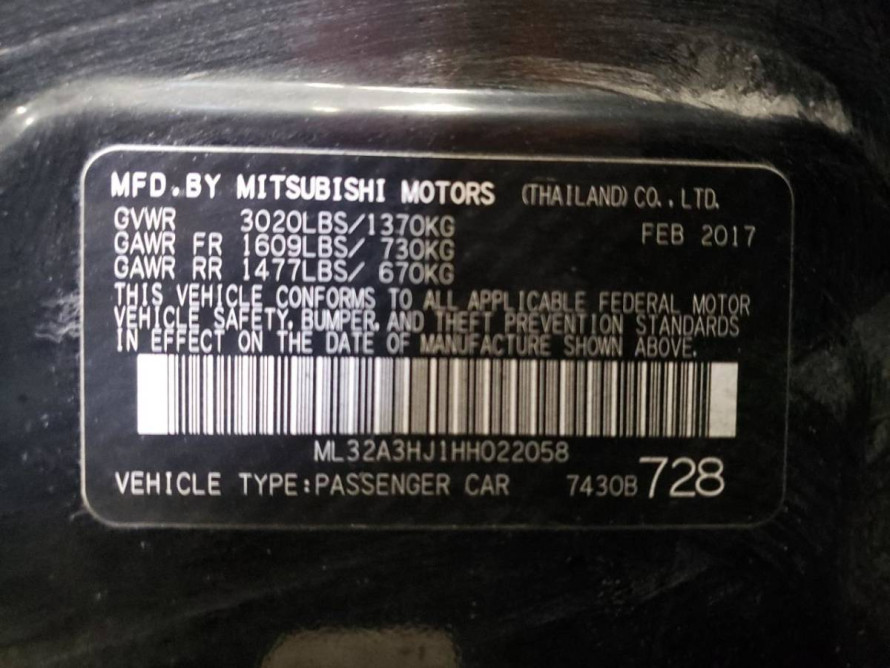 MFD.BY MITSUBISHI MOTORS (THAILAND) CO., LTD.
GVWR 3020LBS/1370KG FEB 2017
GAWR FR 1609LBS/ 730KG
GAWR RR 1477LBS/ 670KG
THIS VEHICLE CONFORMS TO ALL APPLICABLE FEDERAL MOTOR
VEHICLE SAFETY, BUMPER, AND THEFT PREVENTION STANDARDS
IN EFFECT ON THE DATE OF MANUFACTURE SHOWN ABOVE.
ML32A3HJ1HH022058
VEHICLE TYPE:PASSENGER CAR 7430B 728